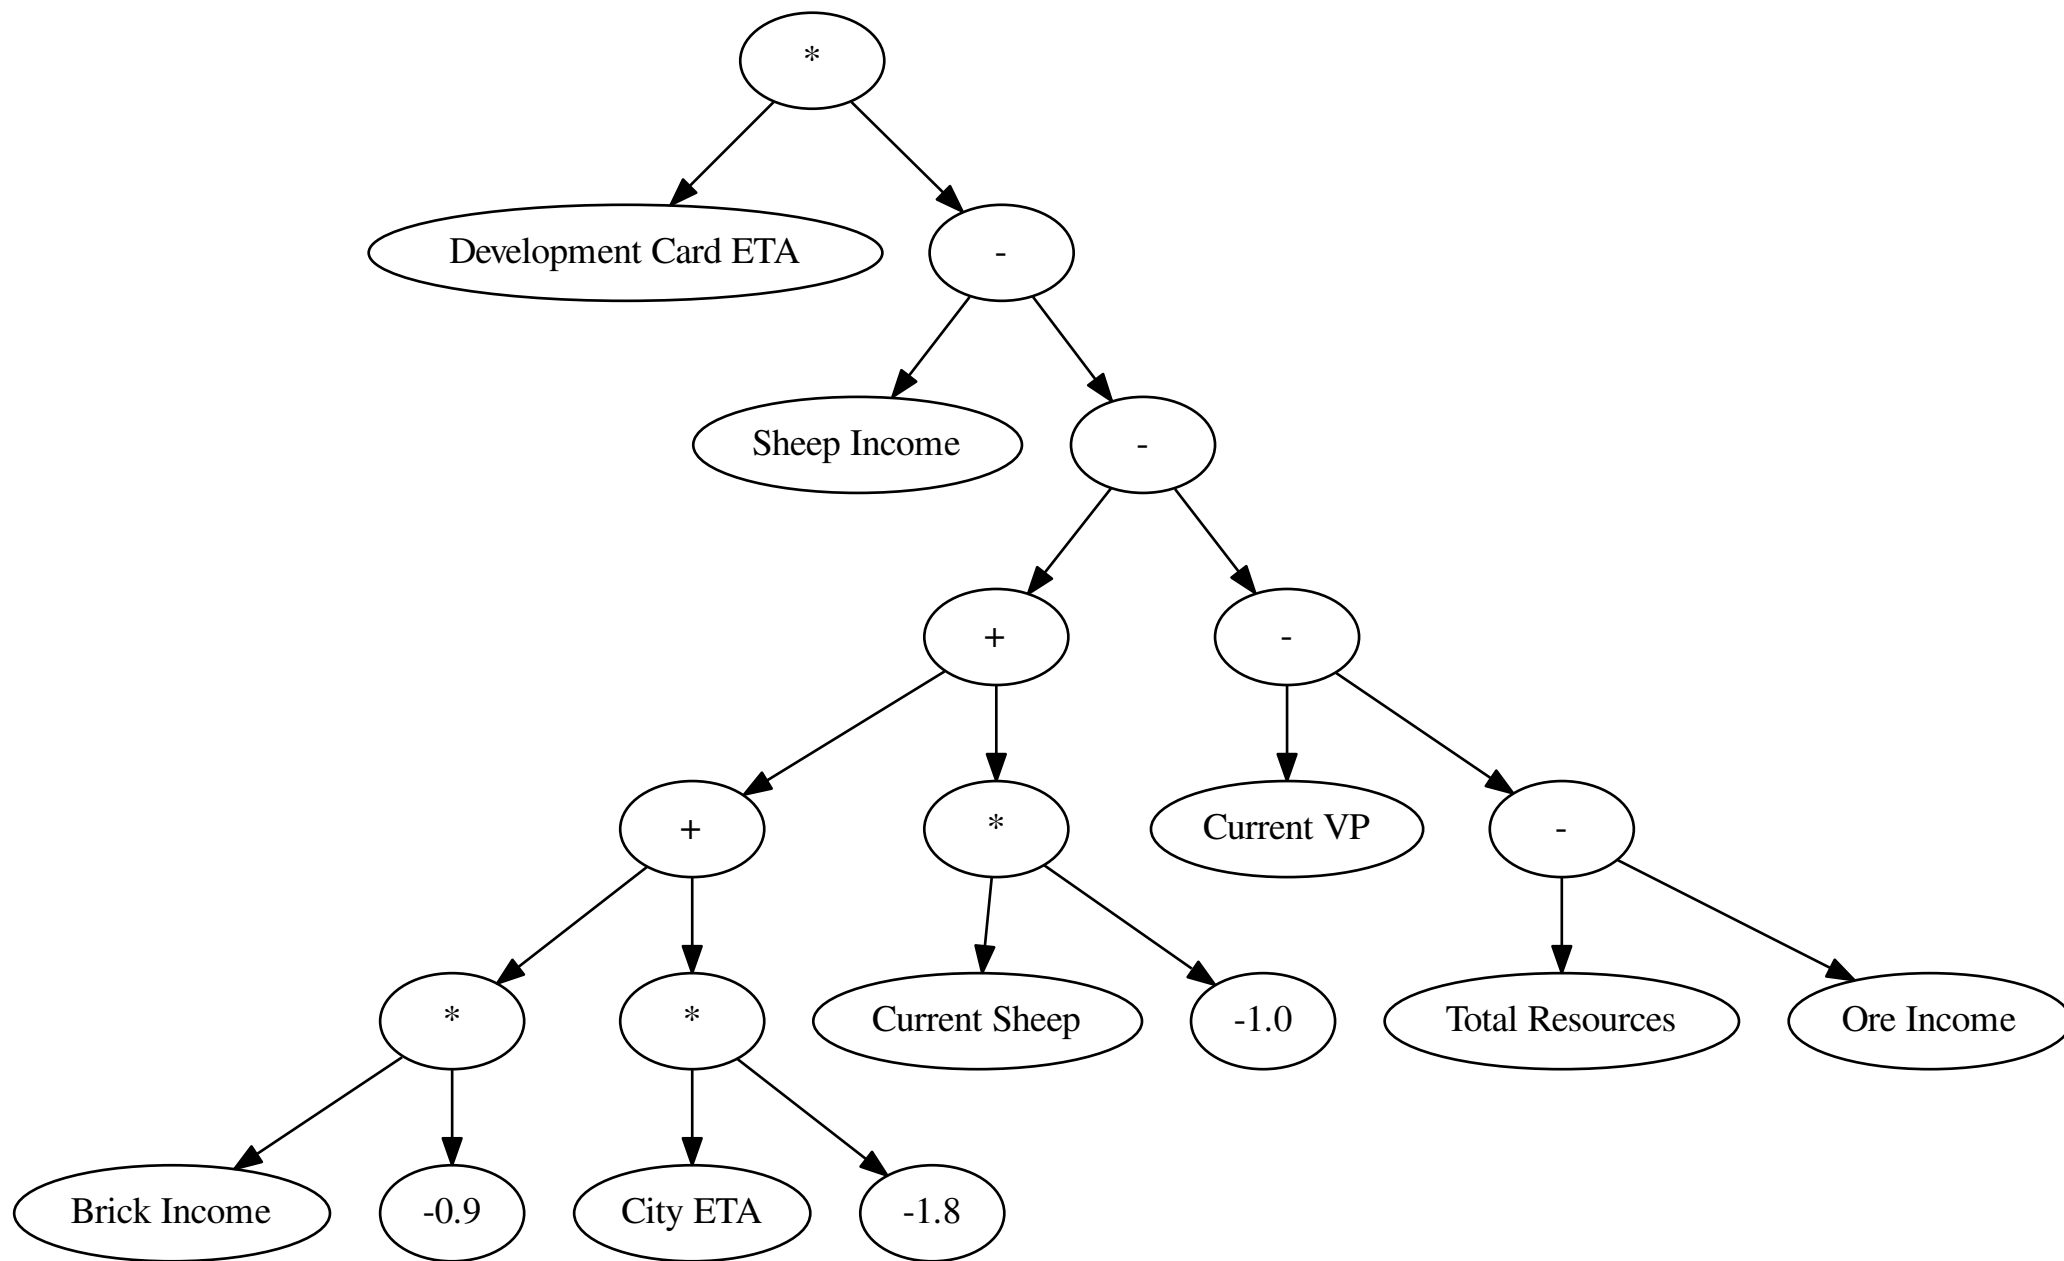 *
Development Card ETA
-
Sheep Income
-
+
-
+
*
Current VP
-
*
*
Current Sheep
-1.0
Total Resources
Ore Income
Brick Income
-0.9
City ETA
-1.8